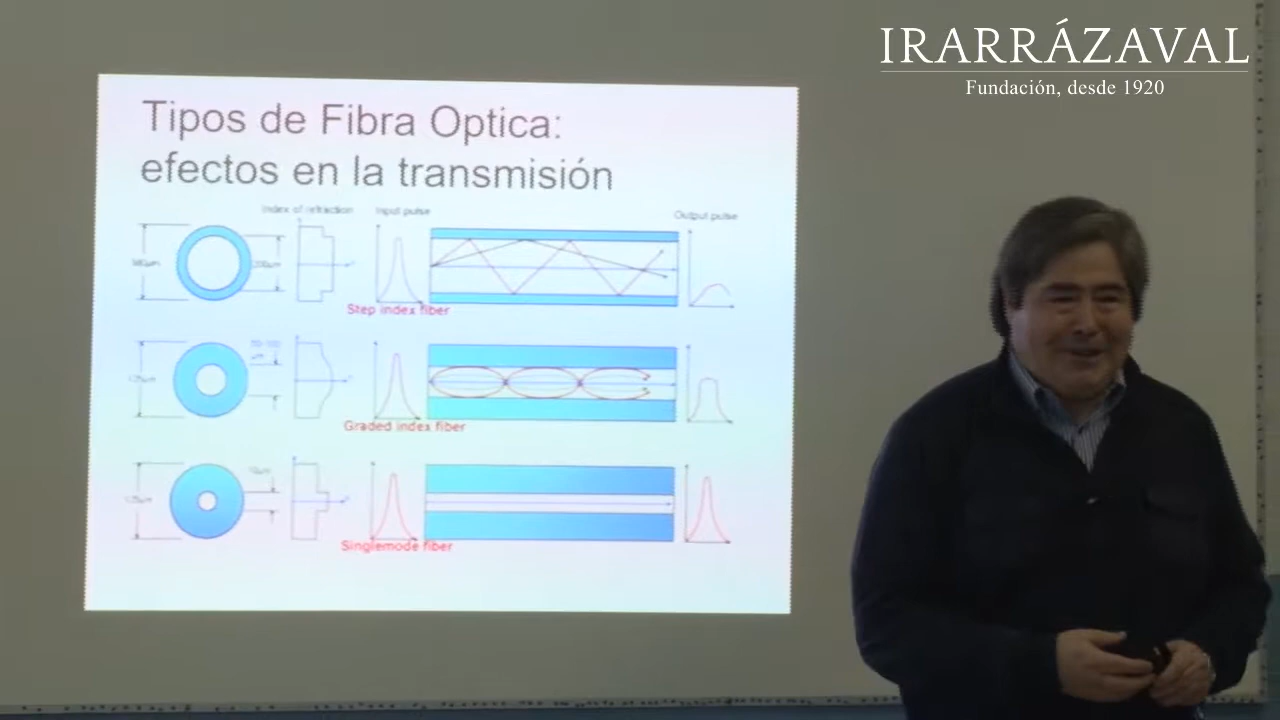 IRARRÁZAVAL
Fundación, desde 1920
Tipos de Fibra Optica:
efectos en la transmisión
Index of refraction
Input pulse
Output pulse
Step index fiber
Graded index fiber
Singlemode fiber